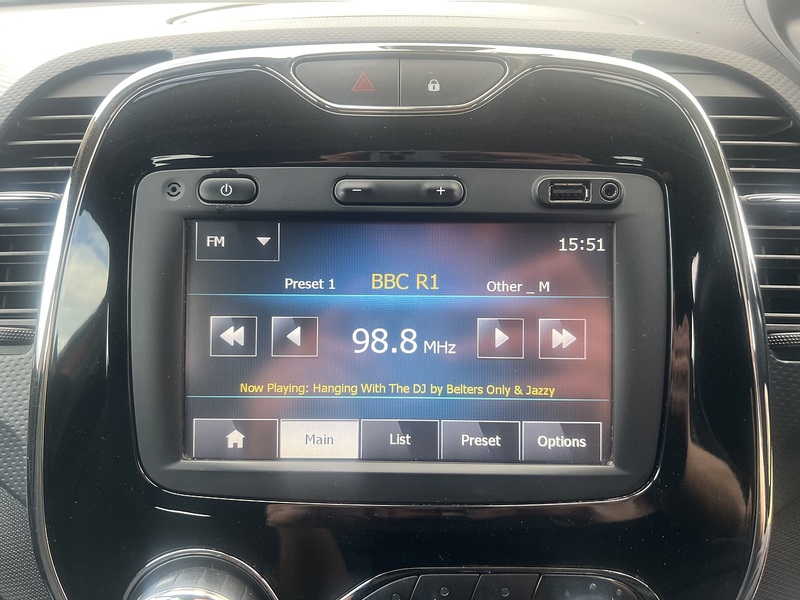 FM
15:51
Preset 1 BBC R1 Other _ M
98.8 MHz
Now Playing: Hanging With The DJ by Belters Only & Jazzy
Main List Preset Options